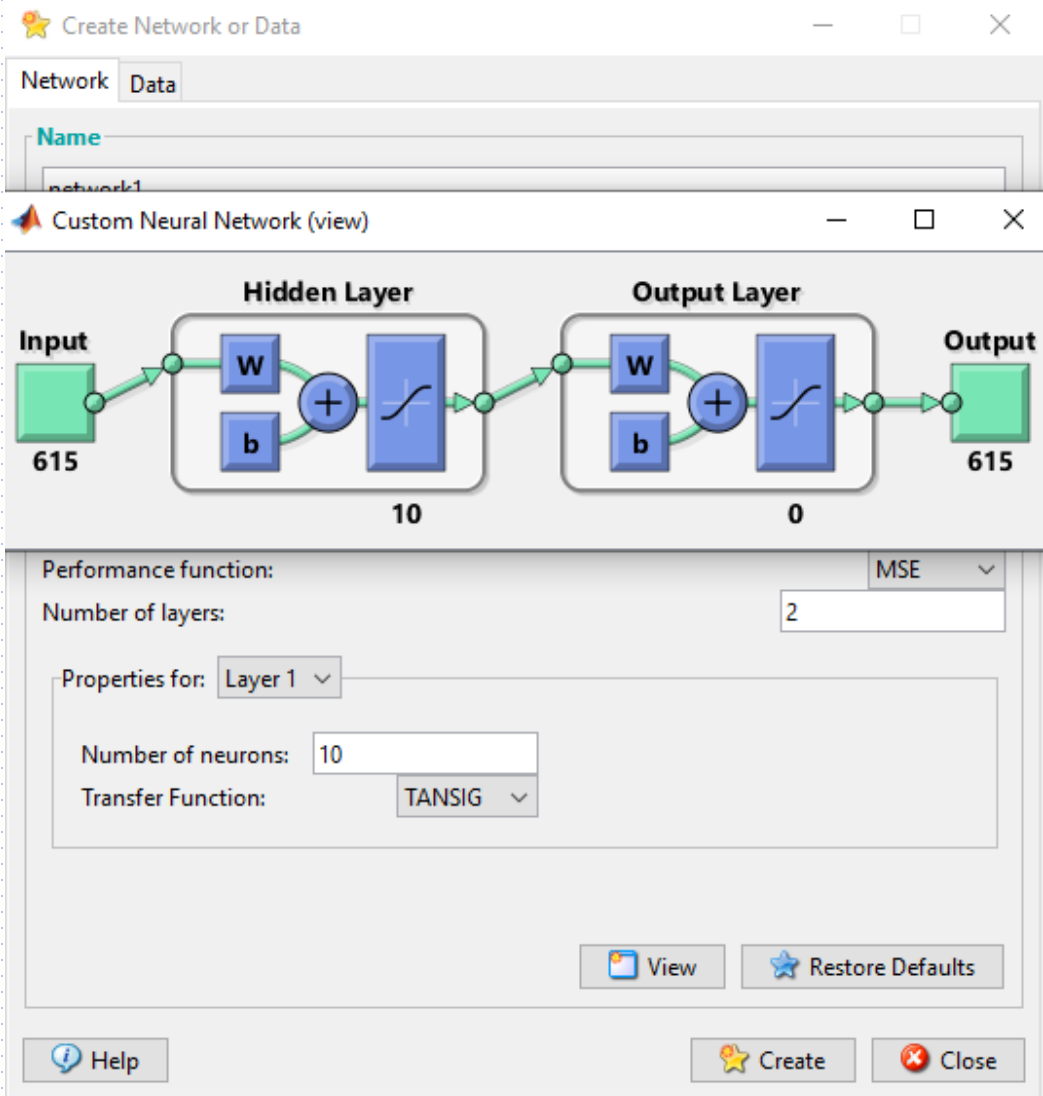 Create Network or Data
Network Data
Name
network1
Custom Neural Network (view)
Hidden Layer Output Layer
Input Output
W W
b b
615 615
10 0
Performance function: MSE
Number of layers: 2
Properties for: Layer 1
Number of neurons: 10
Transfer Function: TANSIG
View Restore Defaults
Help Create Close